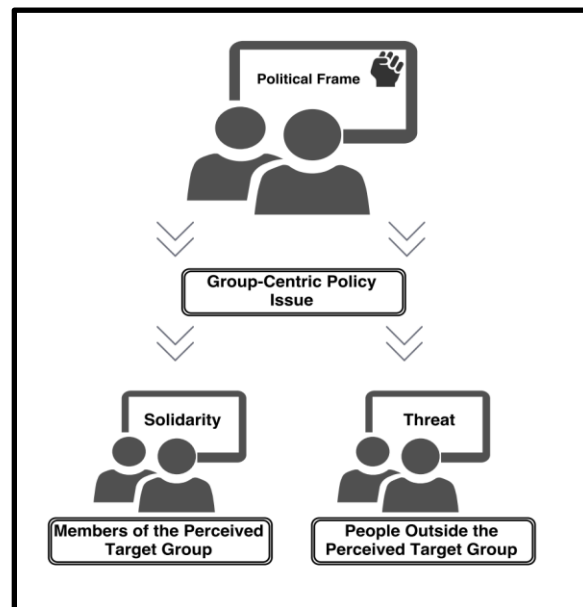 Political Frame
Group-Centric Policy
Issue
Solidarity
Threat
Members of the Perceived
Target Group
People Outside the
Perceived Target Group